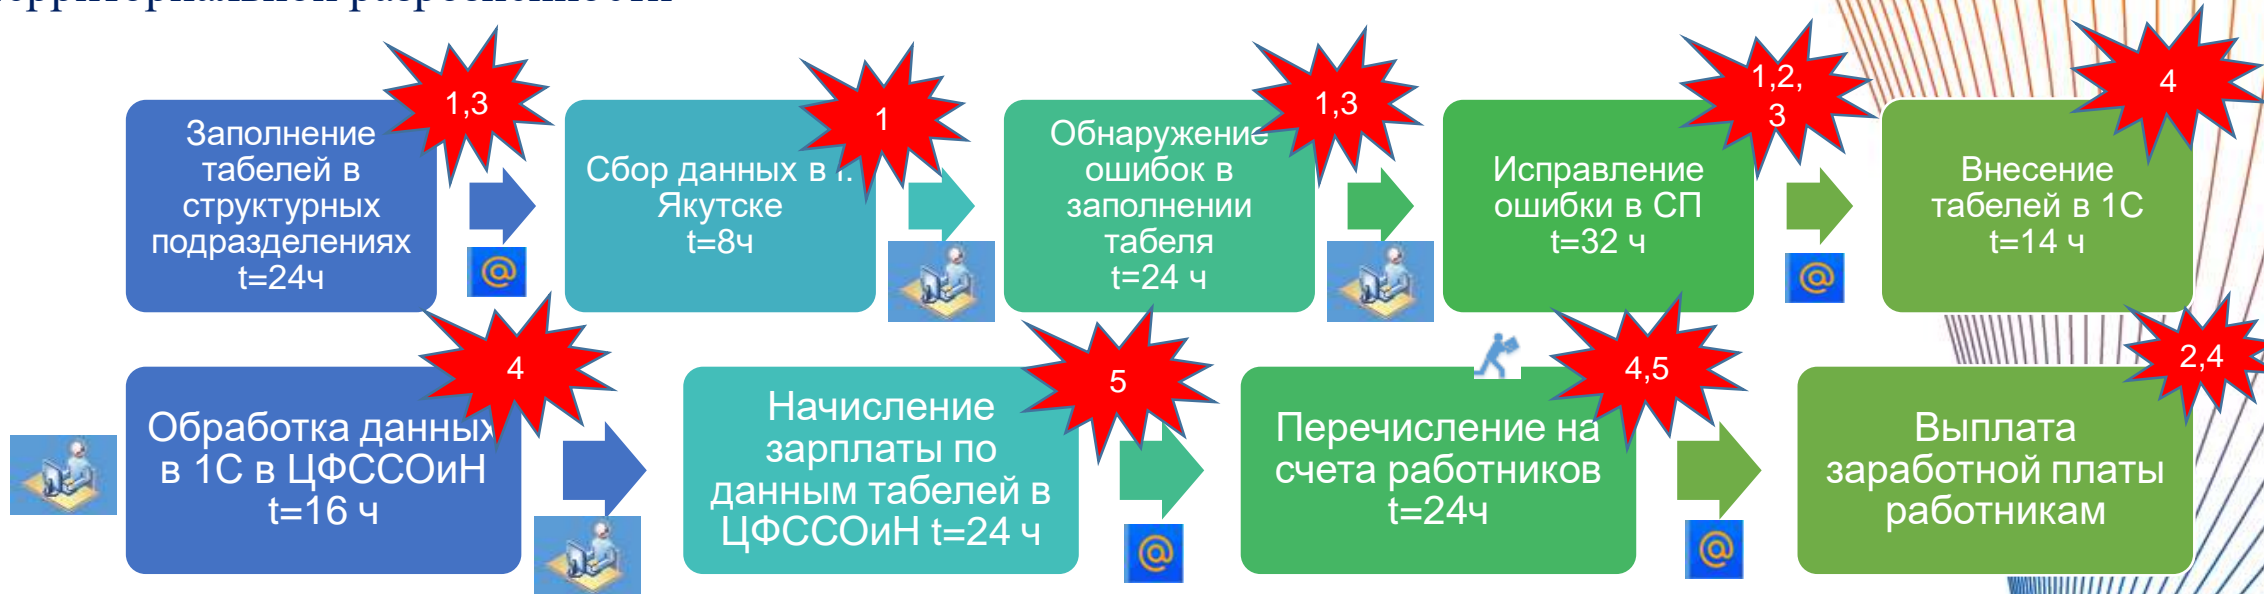 территориальной разрозненности
1,3
Заполнение
табелей в
структурных
подразделениях
t=24ч
@
1
Сбор данных в г.
Якутске
t=8ч
1,3
Обнаружение
ошибок в
заполнении
табеля
t=24 ч
1,2,
3
Исправление
ошибки в СП
t=32 ч
@
4
Внесение
табелей в 1С
t=14 ч
4
Обработка данных
в 1С в ЦФССОиН
t=16 ч
5
Начисление
зарплаты по
данным табелей в
ЦФССОиН t=24 ч
@
4,5
Перечисление на
счета работников
t=24ч
@
2,4
Выплата
заработной платы
работникам